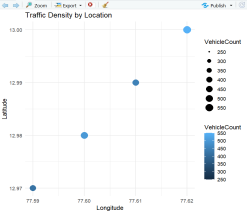 Zoom Export Publish
Traffic Density by Location
13.00
12.99
12.98
12.97
Latitude
77.59 77.60 77.61 77.62
Longitude
VehicleCount
250
300
350
400
450
500
550
VehicleCount
550
500
450
400
350
300
250